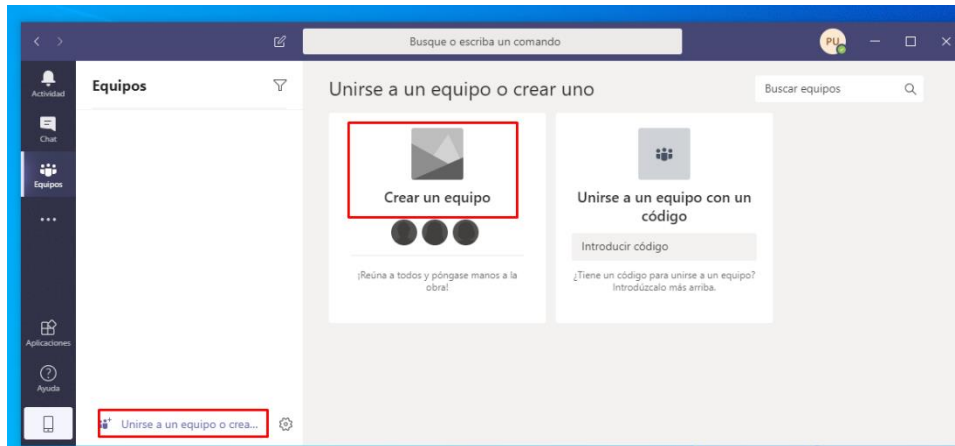 Busque o escriba un comando
PU
Actividad
Chat
Equipos
Aplicaciones
Ayuda
Equipos
Unirse a un equipo o crea...
Unirse a un equipo o crear uno
Buscar equipos
Crear un equipo
¡Reúna a todos y póngase manos a la
obra!
Unirse a un equipo con un
código
Introducir código
¿Tiene un código para unirse a un equipo?
Introdúzcalo más arriba.